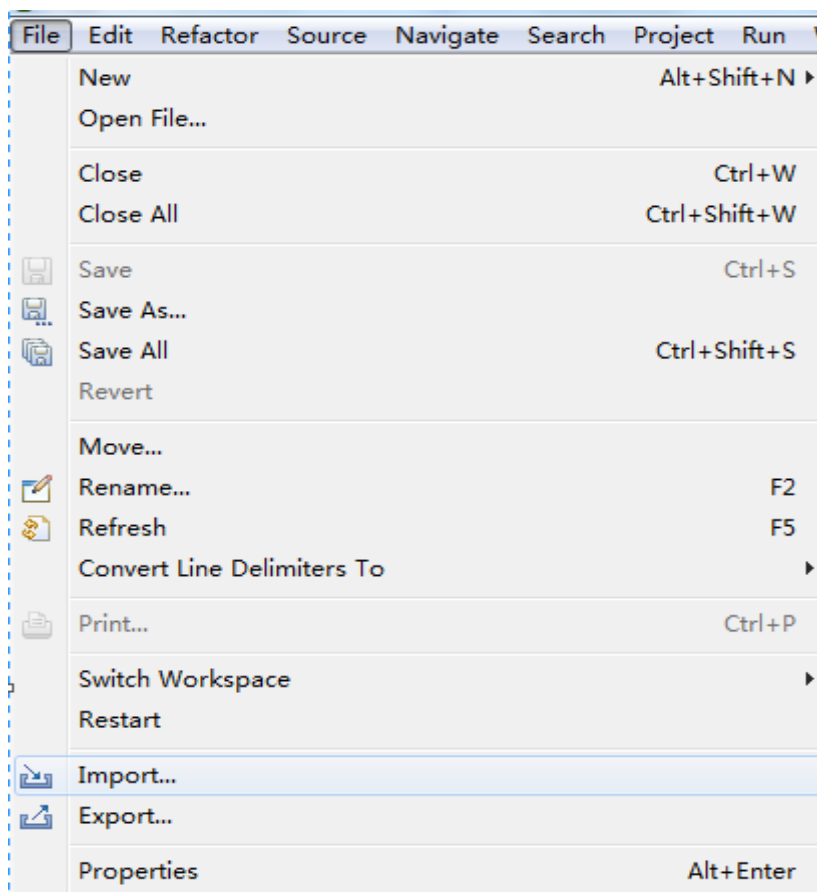 File Edit Refactor Source Navigate Search Project Run
New Alt+Shift+N
Open File...
Close Ctrl+W
Close All Ctrl+Shift+W
Save Ctrl+S
Save As...
Save All Ctrl+Shift+S
Revert
Move...
Rename... F2
Refresh F5
Convert Line Delimiters To
Print... Ctrl+P
Switch Workspace
Restart
Import...
Export...
Properties Alt+Enter